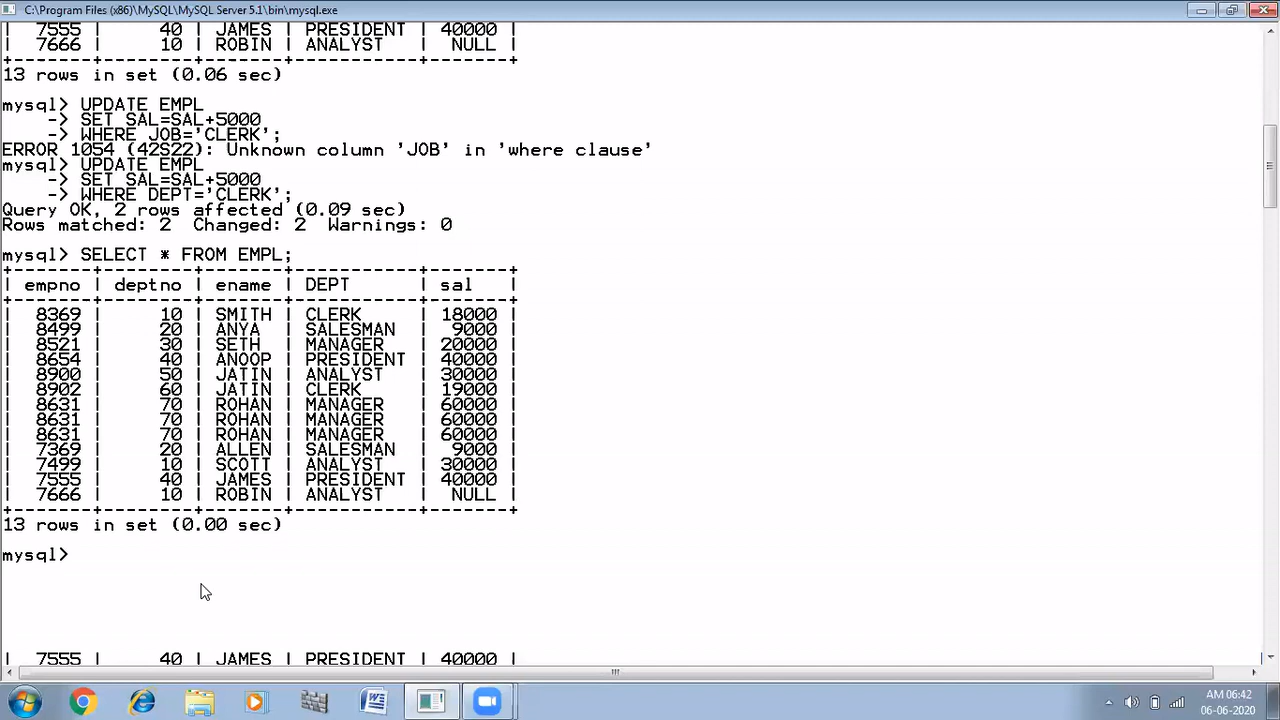 C:\Program Files (x86)\MySQL\MySQL Server 5.1\bin\mysql.exe
| 7555 | 40 | JAMES | PRESIDENT | 40000 |
| 7666 | 10 | ROBIN | ANALYST | NULL |
+-------+--------+-------+-----------+-------+
13 rows in set (0.06 sec)
mysql> UPDATE EMPL
-> SET SAL=SAL+5000
-> WHERE JOB='CLERK';
ERROR 1054 (42S22): Unknown column 'JOB' in 'where clause'
mysql> UPDATE EMPL
-> SET SAL=SAL+5000
-> WHERE DEPT='CLERK';
Query OK, 2 rows affected (0.09 sec)
Rows matched: 2 Changed: 2 Warnings: 0
mysql> SELECT * FROM EMPL;
+-------+--------+-------+-----------+-------+
| empno | deptno | ename | DEPT | sal |
+-------+--------+-------+-----------+-------+
| 8369 | 10 | SMITH | CLERK | 18000 |
| 8499 | 20 | ANYA | SALESMAN | 9000 |
| 8521 | 30 | SETH | MANAGER | 20000 |
| 8654 | 40 | ANOOP | PRESIDENT | 40000 |
| 8900 | 50 | JATIN | ANALYST | 30000 |
| 8902 | 60 | JATIN | CLERK | 19000 |
| 8631 | 70 | ROHAN | MANAGER | 60000 |
| 8631 | 70 | ROHAN | MANAGER | 60000 |
| 8631 | 70 | ROHAN | MANAGER | 60000 |
| 7369 | 20 | ALLEN | SALESMAN | 9000 |
| 7499 | 10 | SCOTT | ANALYST | 30000 |
| 7555 | 40 | JAMES | PRESIDENT | 40000 |
| 7666 | 10 | ROBIN | ANALYST | NULL |
+-------+--------+-------+-----------+-------+
13 rows in set (0.00 sec)
mysql>
| 7555 | 40 | JAMES | PRESIDENT | 40000 |
AM 06:42
06-06-2020